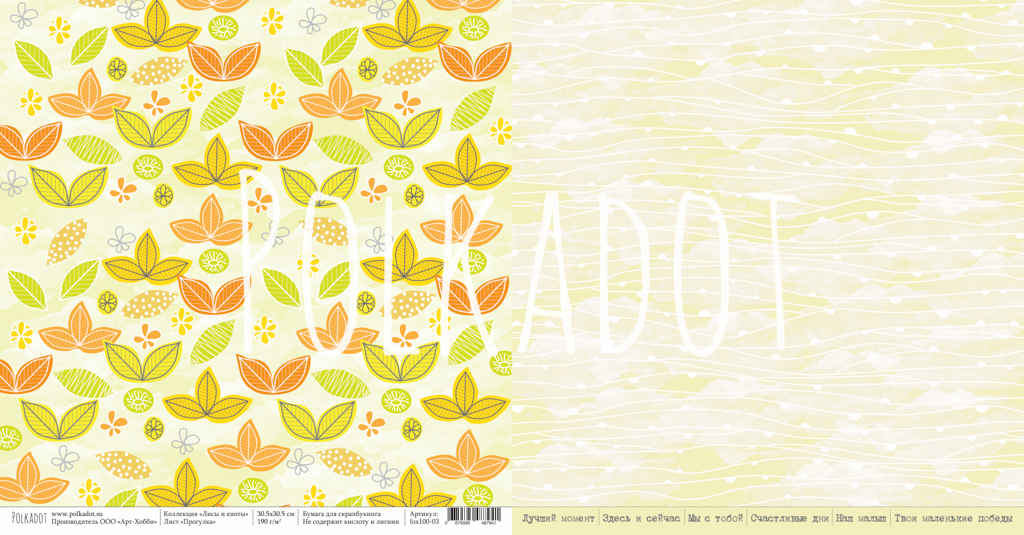 POLKADOT
POLKADOT
www.polkadot.su
Производитель ООО «Арт-Хобби»
Коллекция «Лисы и еноты»
Лист «Прогулка»
30.5x30.5 см
190 г/м²
Бумага для скрапбукинга
Не содержит кислоту и лигнин
Артикул:
fox100-03
Лучший момент Здесь и сейчас Мы с тобой Счастливые дни Наш малыш Твои маленькие победы